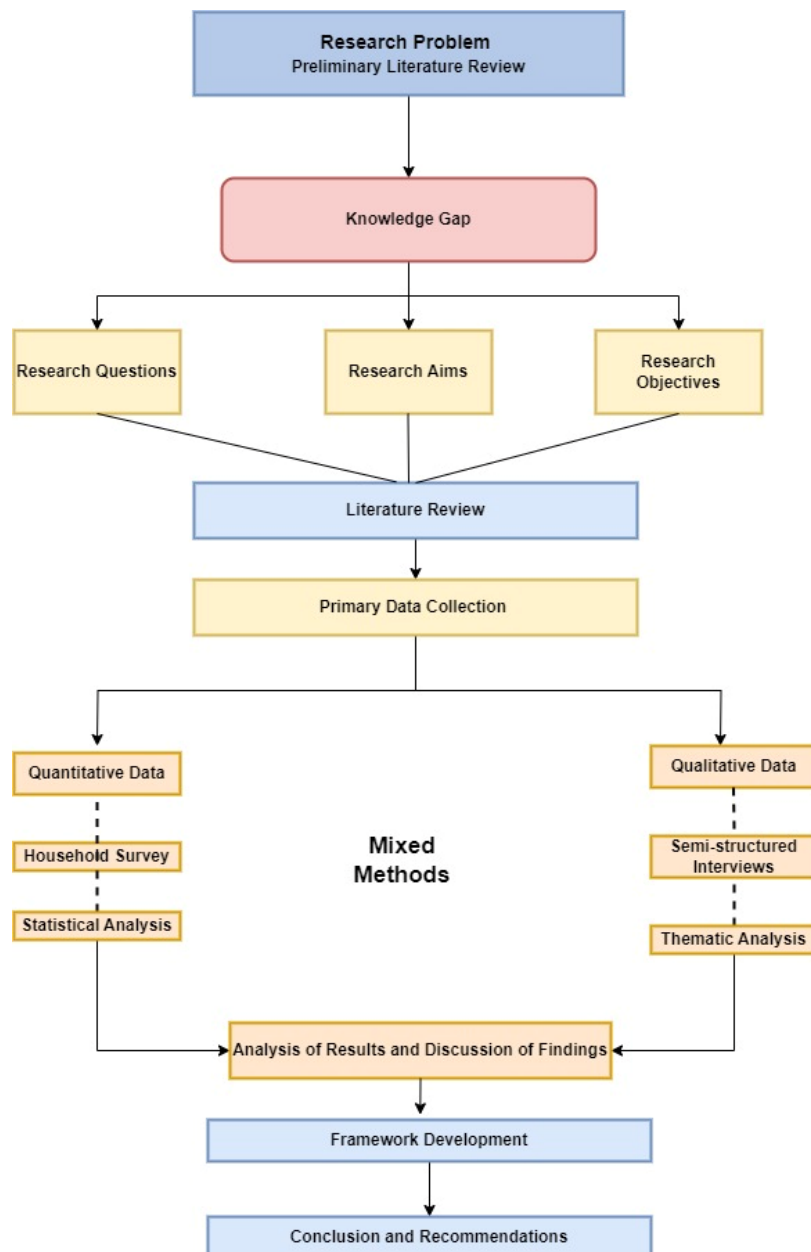 Research Problem
Preliminary Literature Review
Knowledge Gap
Research Questions
Research Aims
Research
Objectives
Literature Review
Primary Data Collection
Quantitative Data
Qualitative Data
Household Survey
Mixed
Methods
Semi-structured
Interviews
Statistical Analysis
Thematic Analysis
Analysis of Results and Discussion of Findings
Framework Development
Conclusion and Recommendations